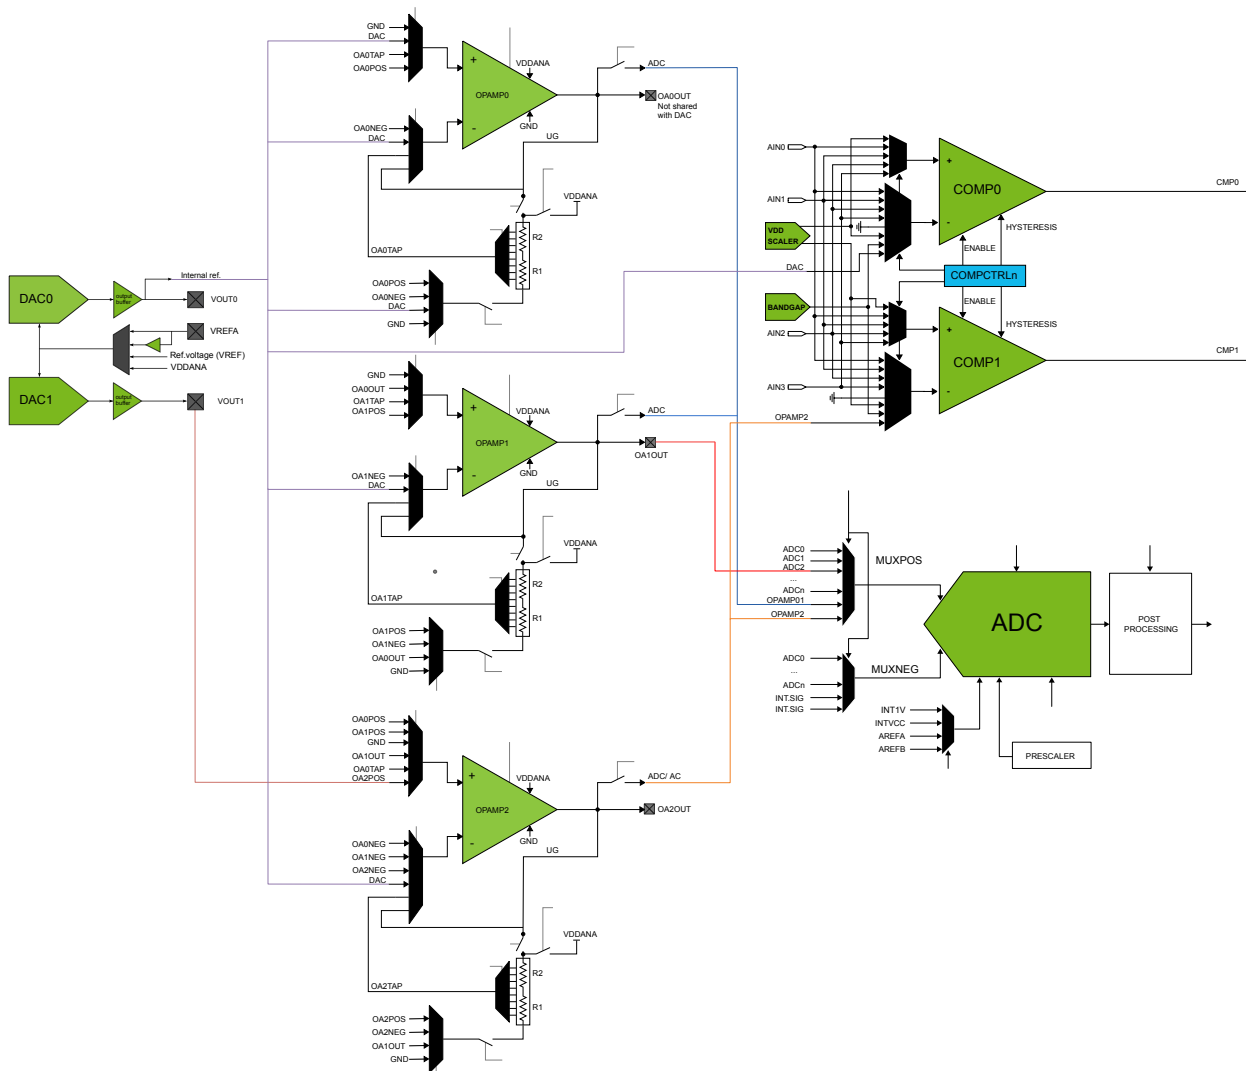 GND
DAC
OA0TAP
OA0POS
+
-
OPAMP0
VDDANA
GND
ADC
OA0OUT
Not shared
with DAC
OA0NEG
DAC
UG
VDDANA
R2
R1
OA0TAP
OA0POS
OA0NEG
DAC
GND
DAC0
output
buffer
Internal ref.
VOUT0
VREFA
Ref.voltage (VREF)
VDDANA
DAC1
output
buffer
VOUT1
GND
OA0OUT
OA1TAP
OA1POS
+
-
OPAMP1
VDDANA
GND
ADC
OA1OUT
OA1NEG
DAC
UG
VDDANA
R2
R1
OA1TAP
OA1POS
OA1NEG
OA0OUT
GND
OA0POS
OA1POS
GND
OA1OUT
OA0TAP
OA2POS
+
-
OPAMP2
VDDANA
GND
ADC/ AC
OA2OUT
OA0NEG
OA1NEG
OA2NEG
DAC
UG
VDDANA
R2
R1
OA2TAP
OA2POS
OA2NEG
OA1OUT
GND
AIN0
AIN1
VDD
SCALER
DAC
BANDGAP
AIN2
AIN3
OPAMP2
+
-
COMP0
CMP0
HYSTERESIS
ENABLE
COMPCTRLn
ENABLE
HYSTERESIS
+
-
COMP1
CMP1
ADC0
ADC1
ADC2
...
ADCn
OPAMP01
OPAMP2
MUXPOS
ADC0
...
ADCn
INT.SIG
INT.SIG
MUXNEG
ADC
POST
PROCESSING
INT1V
INTVCC
AREFA
AREFB
PRESCALER